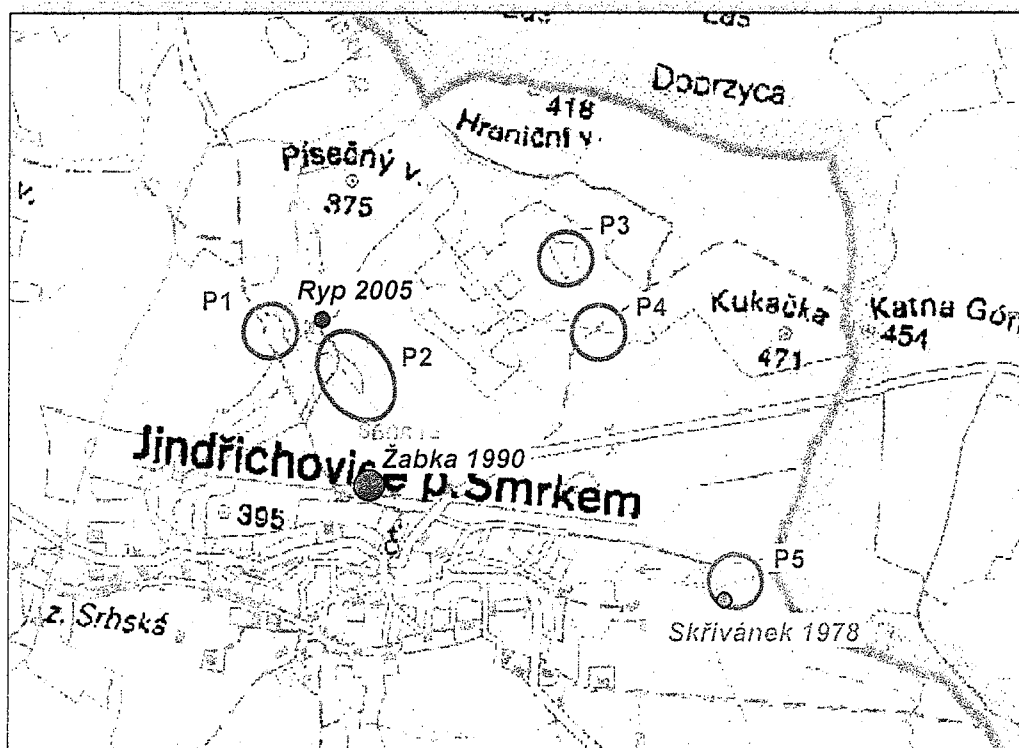 Dobrzyca
418
Hraniční v.
Písečný v.
375
v.
P3
P1
Ryp 2005
P4
Kukačka
471
Katna Góra
454
P2
Jindřichovice p.Smrkem
Žabka 1990
395
P5
z. Srbská
Skřivánek 1978